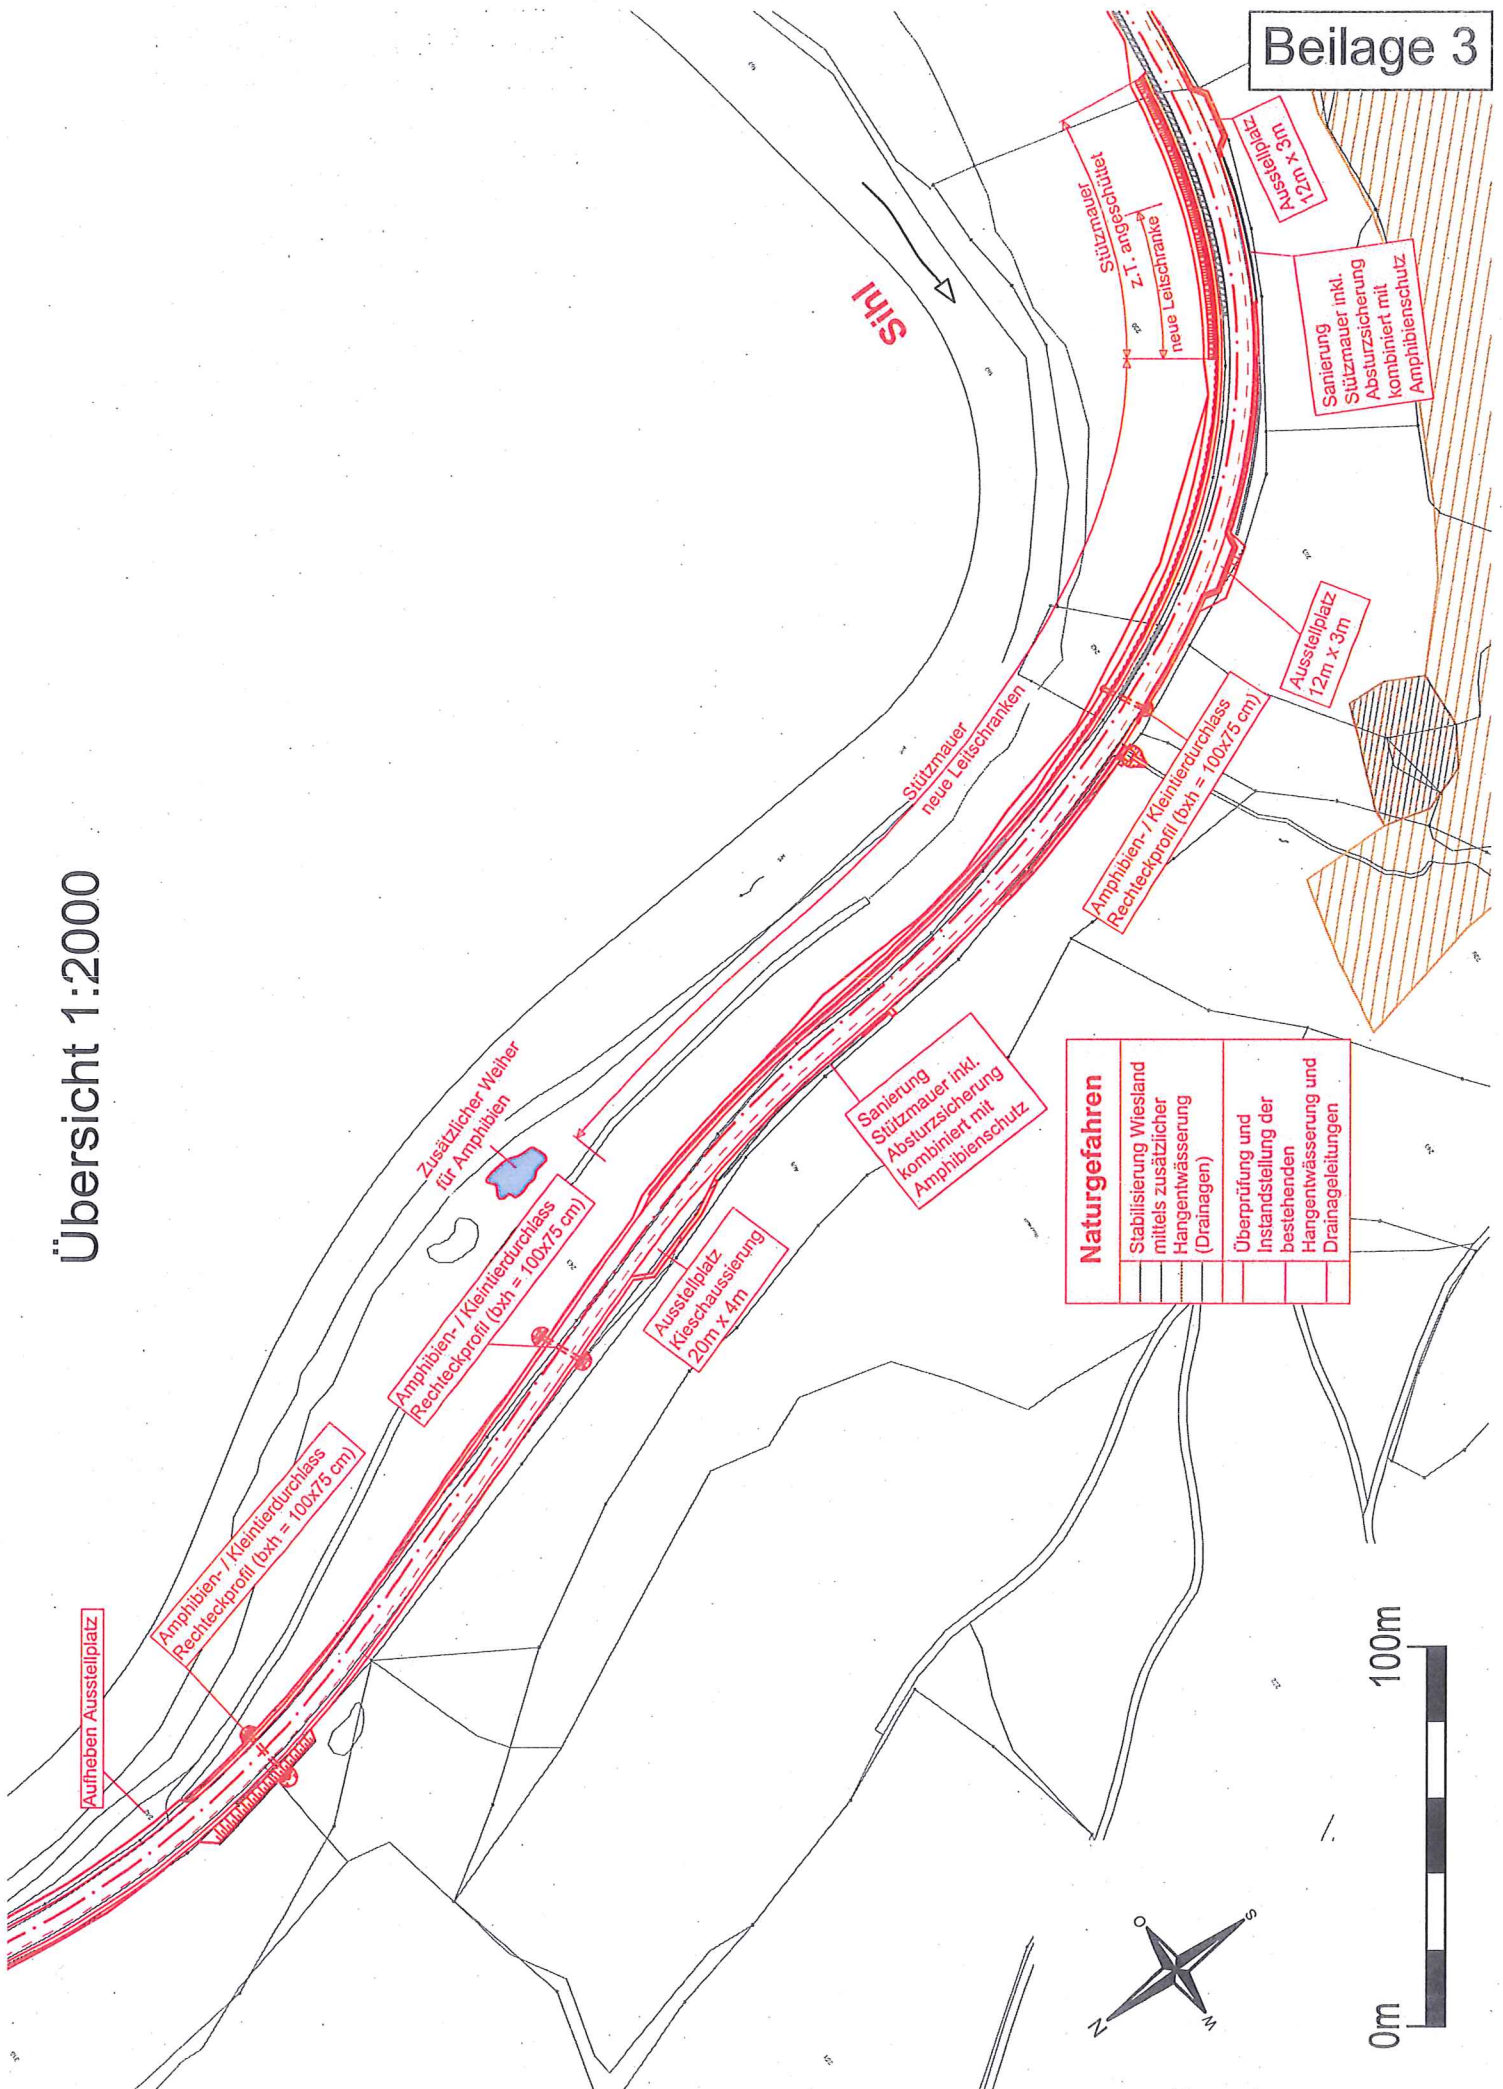 Beilage 3
Übersicht 1:2000
Aufheben Ausstellplatz
Amphibien- / Kleintierdurchlass
Rechteckprofil (bxh = 100x75 cm)
Amphibien- / Kleintierdurchlass
Rechteckprofil (bxh = 100x75 cm)
Zusätzlicher Weiher
für Amphibien
Ausstellplatz
Kieschaussierung
20m x 4m
Sanierung
Stützmauer inkl.
Absturzsicherung
kombiniert mit
Amphibienschutz
Stützmauer
neue Leitschranken
Amphibien- / Kleintierdurchlass
Rechteckprofil (bxh = 100x75 cm)
Ausstellplatz
12m x 3m
Sihl
Stützmauer
z.T. angeschüttet
neue Leitschranke
Sanierung
Stützmauer inkl.
Absturzsicherung
kombiniert mit
Amphibienschutz
Ausstellplatz
12m x 3m
Naturgefahren
Stabilisierung Wiesland
mittels zusätzlicher
Hangentwässerung
(Drainagen)
Überprüfung und
Instandstellung der
bestehenden
Hangentwässerung und
Drainageleitungen
N
O
S
W
0m
100m